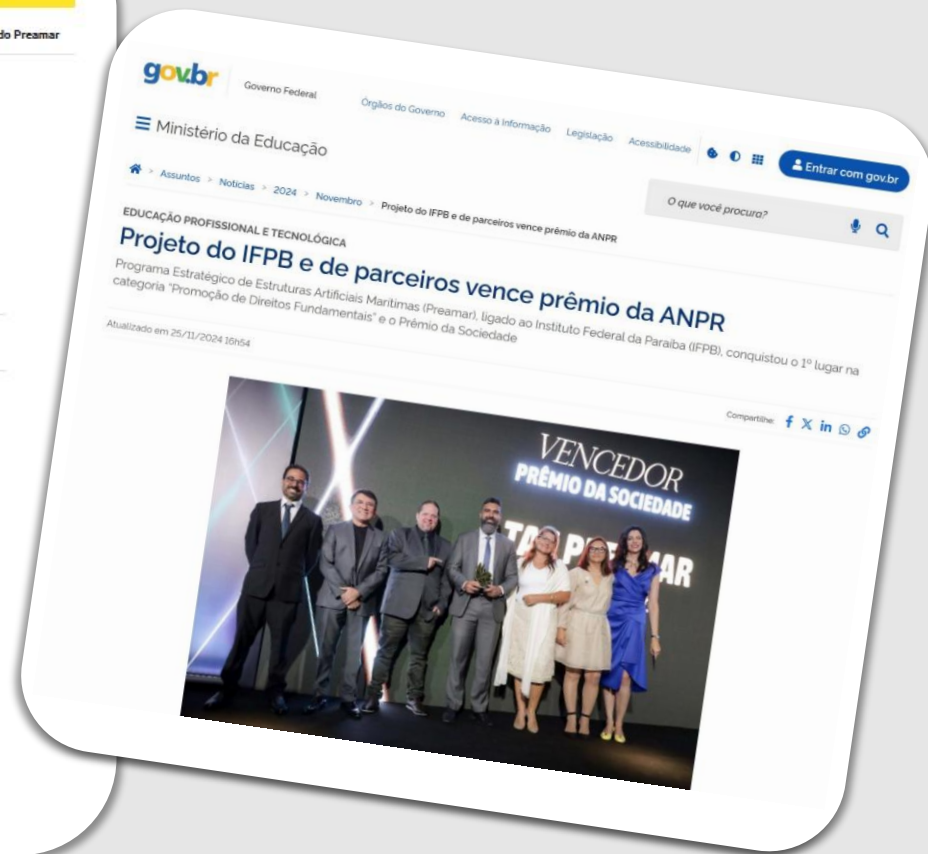 do Preamar
gov.br
Governo Federal
Órgãos do Governo Acesso à Informação Legislação Acessibilidade
Entrar com gov.br
Ministério da Educação
O que você procura?
> Assuntos > Notícias > 2024 > Novembro > Projeto do IFPB e de parceiros vence prêmio da ANPR
EDUCAÇÃO PROFISSIONAL E TECNOLÓGICA
Projeto do IFPB e de parceiros vence prêmio da ANPR
Programa Estratégico de Estruturas Artificiais Marítimas (Preamar), ligado ao Instituto Federal da Paraíba (IFPB), conquistou o 1º lugar na
categoria "Promoção de Direitos Fundamentais" e o Prêmio da Sociedade
Atualizado em 25/11/2024 16h54
Compartilhe:
VENCEDOR
PRÊMIO DA SOCIEDADE